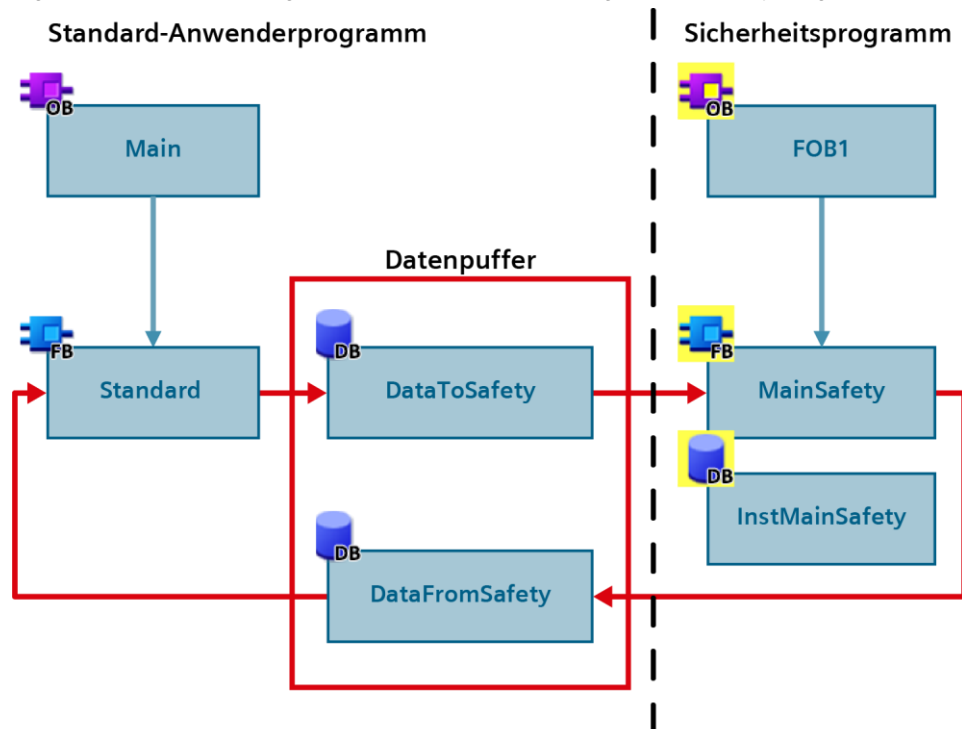 Standard-Anwenderprogramm
Sicherheitsprogramm
OB
Main
OB
FOB1
Datenpuffer
FB
Standard
DB
DataToSafety
FB
MainSafety
DB
InstMainSafety
DB
DataFromSafety